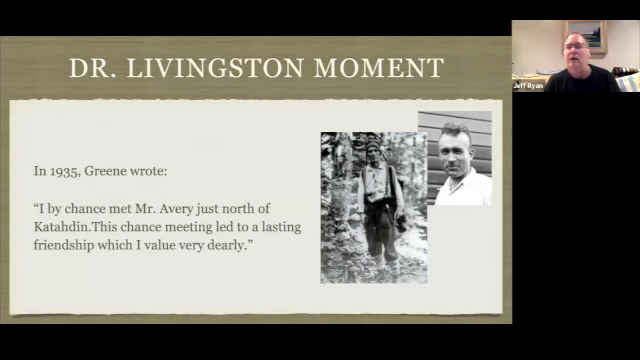 DR. LIVINGSTON MOMENT
In 1935, Greene wrote:
“I by chance met Mr. Avery just north of
Katahdin.This chance meeting led to a lasting
friendship which I value very dearly.”
Jeff Ryan